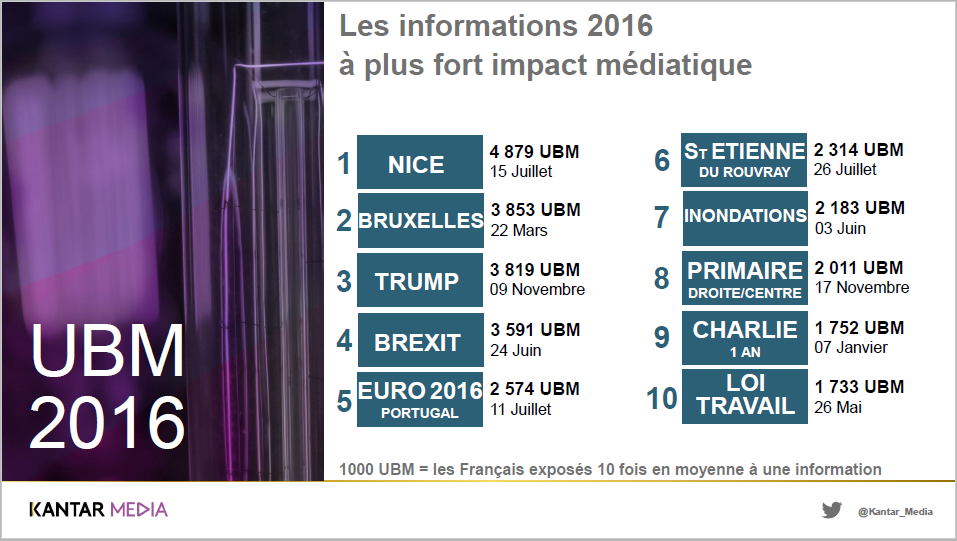 Les informations 2016
à plus fort impact médiatique
1 NICE 4 879 UBM
15 Juillet
2 BRUXELLES 3 853 UBM
22 Mars
3 TRUMP 3 819 UBM
09 Novembre
4 BREXIT 3 591 UBM
24 Juin
5 EURO 2016 2 574 UBM
PORTUGAL 11 Juillet
6 ST ETIENNE 2 314 UBM
DU ROUVRAY 26 Juillet
7 INONDATIONS 2 183 UBM
03 Juin
8 PRIMAIRE 2 011 UBM
DROITE/CENTRE 17 Novembre
9 CHARLIE 1 752 UBM
1 AN 07 Janvier
10 LOI 1 733 UBM
TRAVAIL 26 Mai
UBM
2016
1000 UBM = les Français exposés 10 fois en moyenne à une information
KANTAR MEDIA
@Kantar_Media